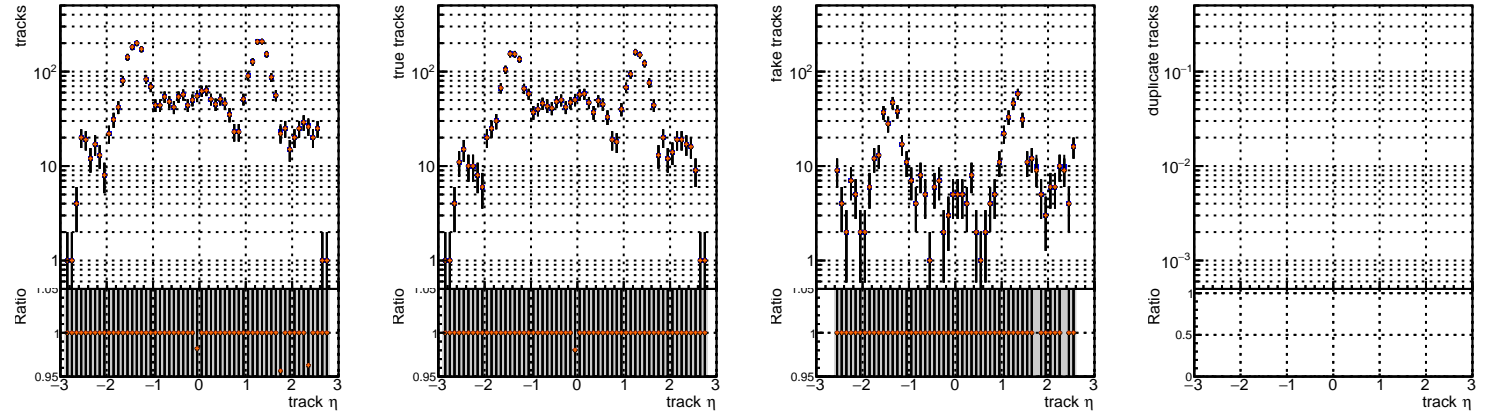 tracks
10²
10
1
Ratio
1.05
1
0.95
−3 −2 −1 0 1 2 3
track η
true tracks
10²
10
1
Ratio
1.05
1
0.95
−3 −2 −1 0 1 2 3
track η
fake tracks
10²
10
1
Ratio
1.05
1
0.95
−3 −2 −1 0 1 2 3
track η
duplicate tracks
10⁻¹
10⁻²
10⁻³
Ratio
1
0.5
0
−3 −2 −1 0 1 2 3
track η